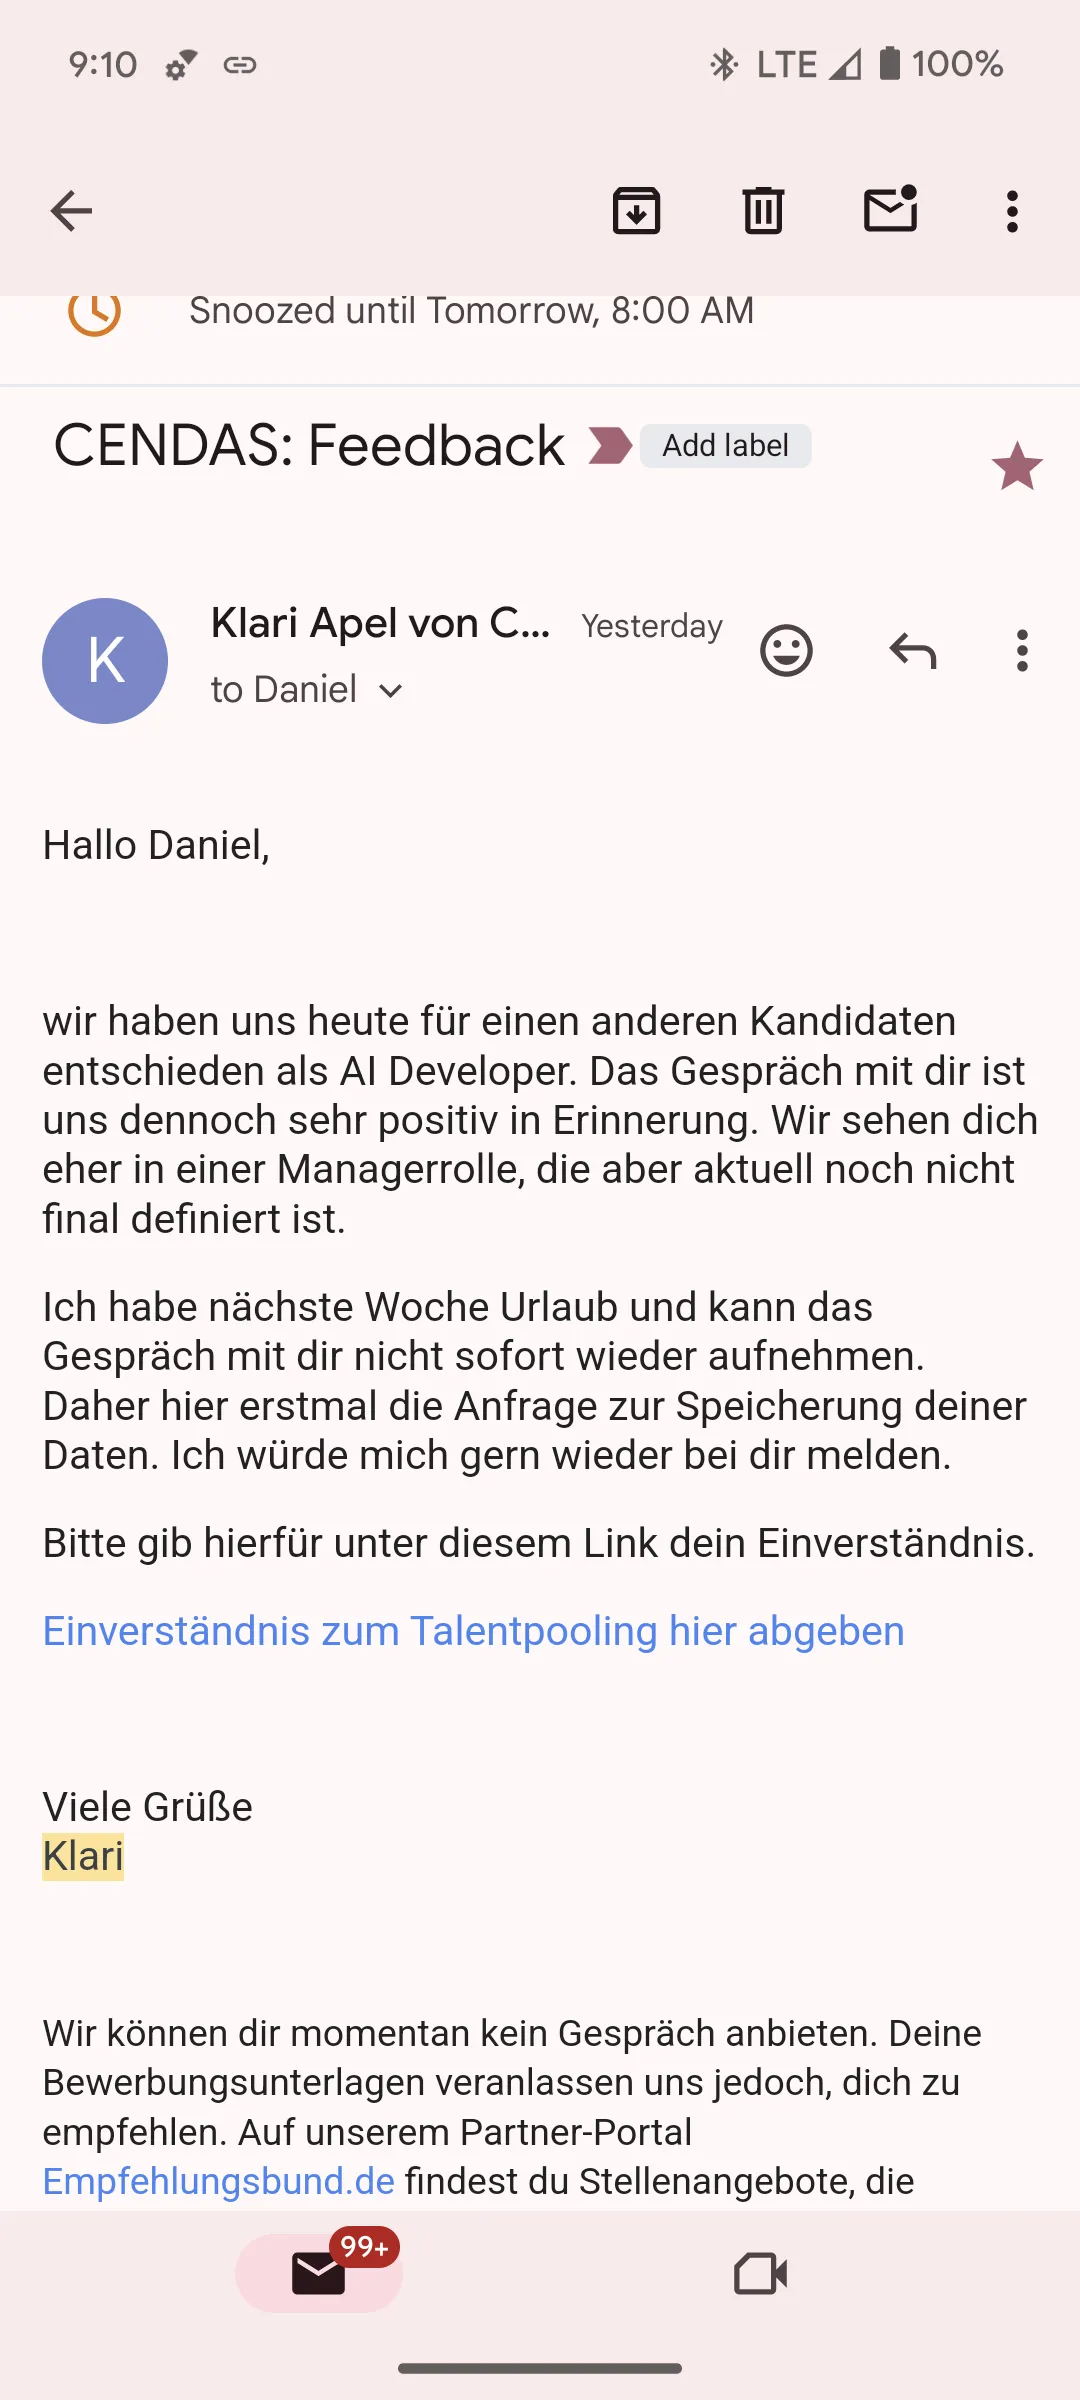 9:10 LTE 100%
Snoozed until Tomorrow, 8:00 AM
CENDAS: Feedback Add label
K
Klari Apel von C... Yesterday
to Daniel
Hallo Daniel,
wir haben uns heute für einen anderen Kandidaten
entschieden als AI Developer. Das Gespräch mit dir ist
uns dennoch sehr positiv in Erinnerung. Wir sehen dich
eher in einer Managerrolle, die aber aktuell noch nicht
final definiert ist.
Ich habe nächste Woche Urlaub und kann das
Gespräch mit dir nicht sofort wieder aufnehmen.
Daher hier erstmal die Anfrage zur Speicherung deiner
Daten. Ich würde mich gern wieder bei dir melden.
Bitte gib hierfür unter diesem Link dein Einverständnis.
Einverständnis zum Talentpooling hier abgeben
Viele Grüße
Klari
Wir können dir momentan kein Gespräch anbieten. Deine
Bewerbungsunterlagen veranlassen uns jedoch, dich zu
empfehlen. Auf unserem Partner-Portal
Empfehlungsbund.de findest du Stellenangebote, die
99+